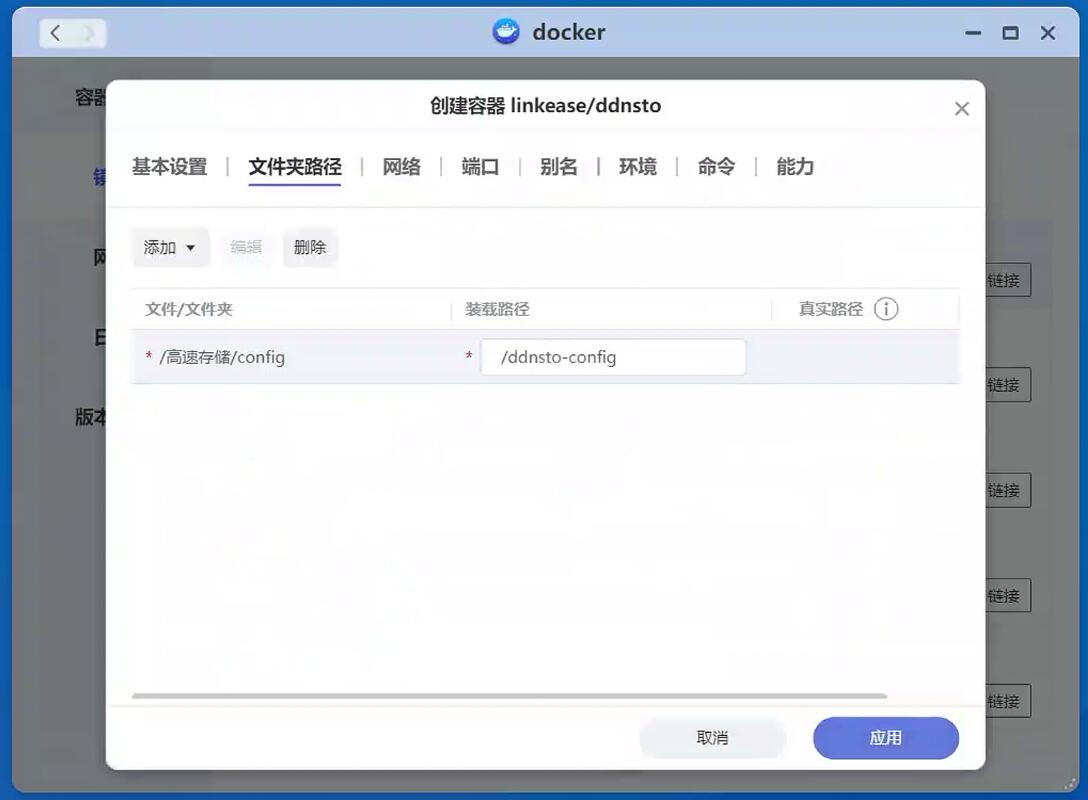 docker
容器
创建容器 linkease/ddnsto
基本设置 | 文件夹路径 | 网络 | 端口 | 别名 | 环境 | 命令 | 能力
添加 编辑 删除
文件/文件夹 装载路径 真实路径
* /高速存储/config * /ddnsto-config
链接
链接
版本
链接
链接
链接
取消 应用